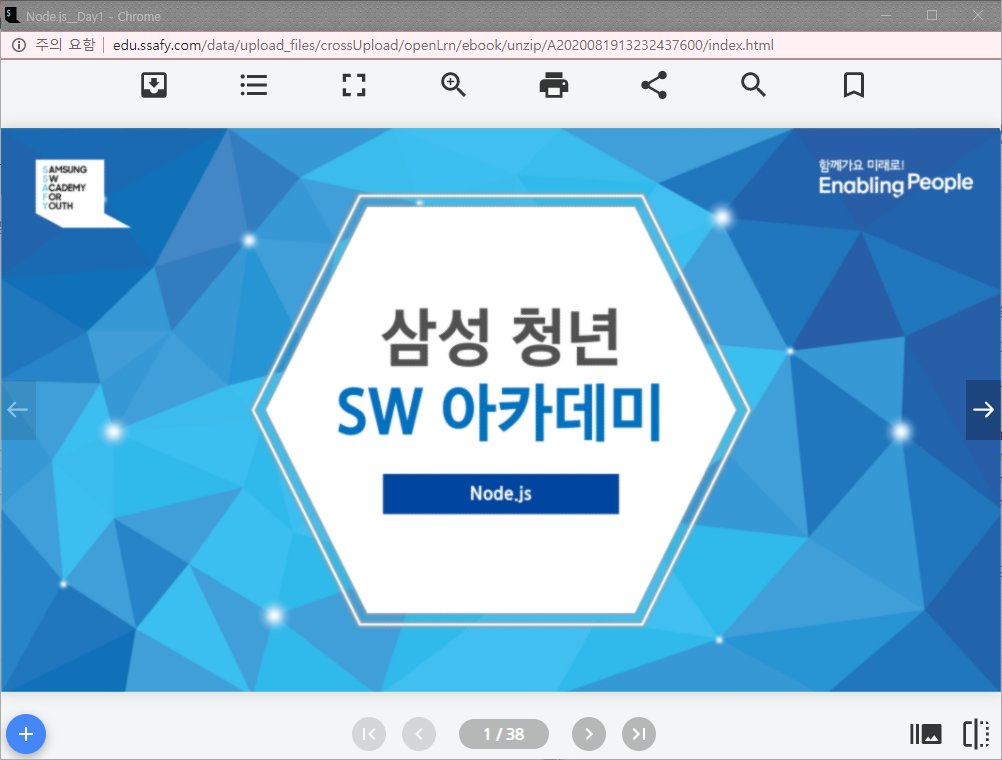 Node.js_Day1 - Chrome
주의 요함
edu.ssafy.com/data/upload_files/crossUpload/openLrn/ebook/unzip/A2020081913232437600/index.html
SAMSUNG
SW
ACADEMY
FOR
YOUTH
함께가요 미래로!
Enabling People
삼성 청년
SW 아카데미
Node.js
1 / 38